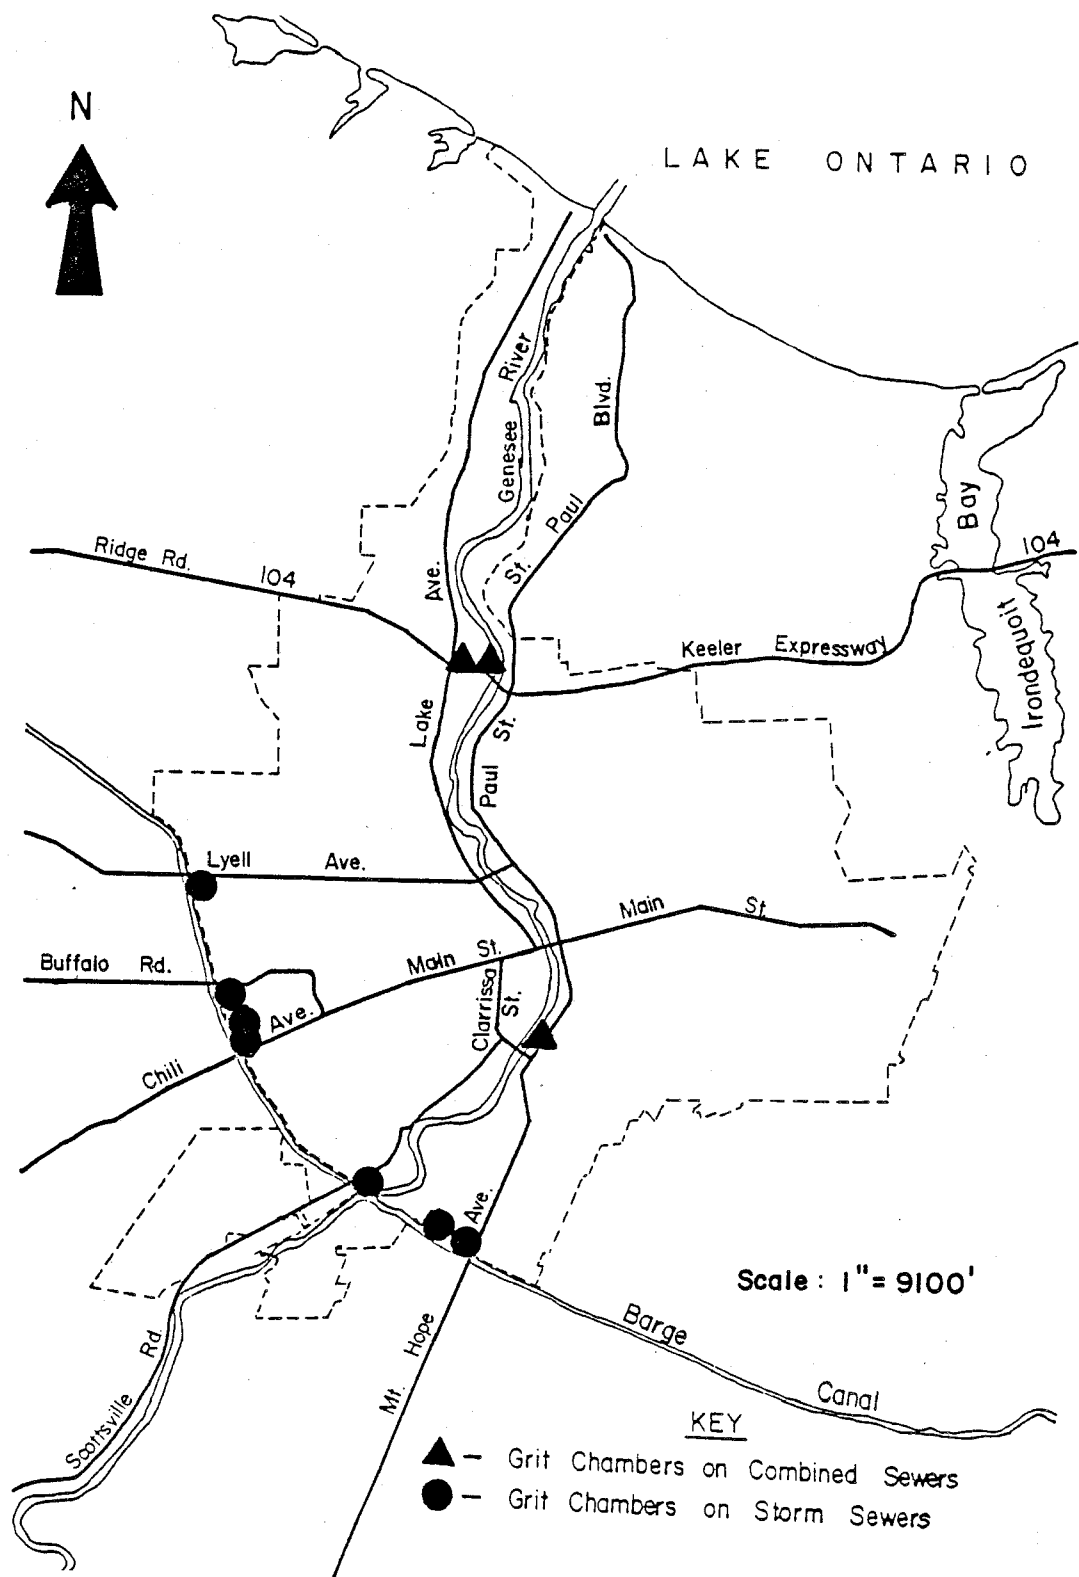 N
LAKE ONTARIO
River
Genesee
Blvd.
Paul
St.
Bay
104
Irondequoit
Ridge Rd.
104
Ave.
Lake
Keeler Expressway
St.
Paul
Lyell Ave.
Main St.
Buffalo Rd.
Main St.
Clarrissa
St.
Ave.
Chili
Ave.
Scale : 1" = 9100'
Barge
Canal
Hope
Mt.
Rd.
Scottsville
KEY
– Grit Chambers on Combined Sewers
– Grit Chambers on Storm Sewers